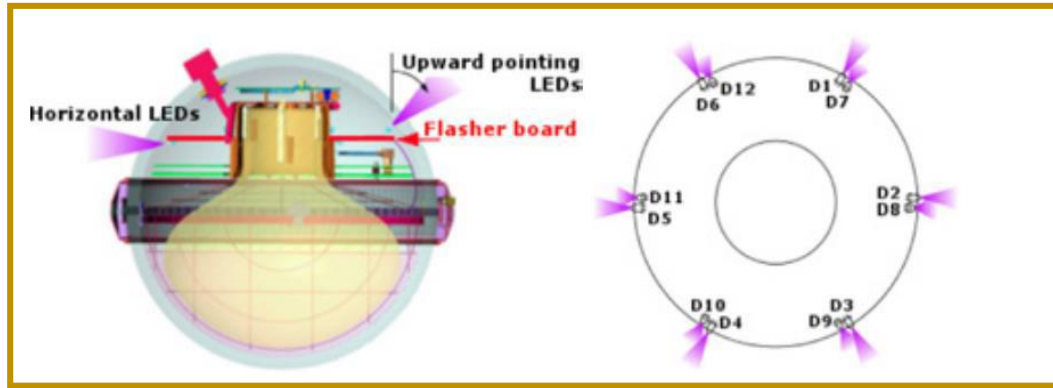 Upward pointing
LEDs
Horizontal LEDs
Flasher board
D12
D6
D1
D7
D11
D5
D2
D8
D10
D4
D3
D9